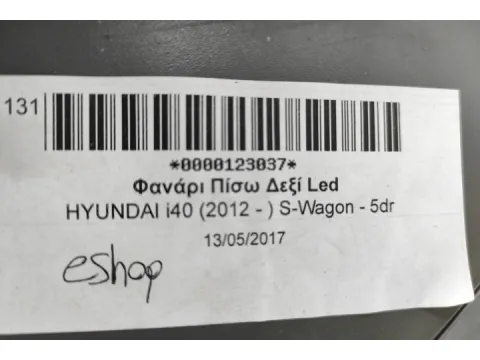 131
*0000123037*
Φανάρι Πίσω Δεξί Led
HYUNDAI i40 (2012 - ) S-Wagon - 5dr
13/05/2017
eshop